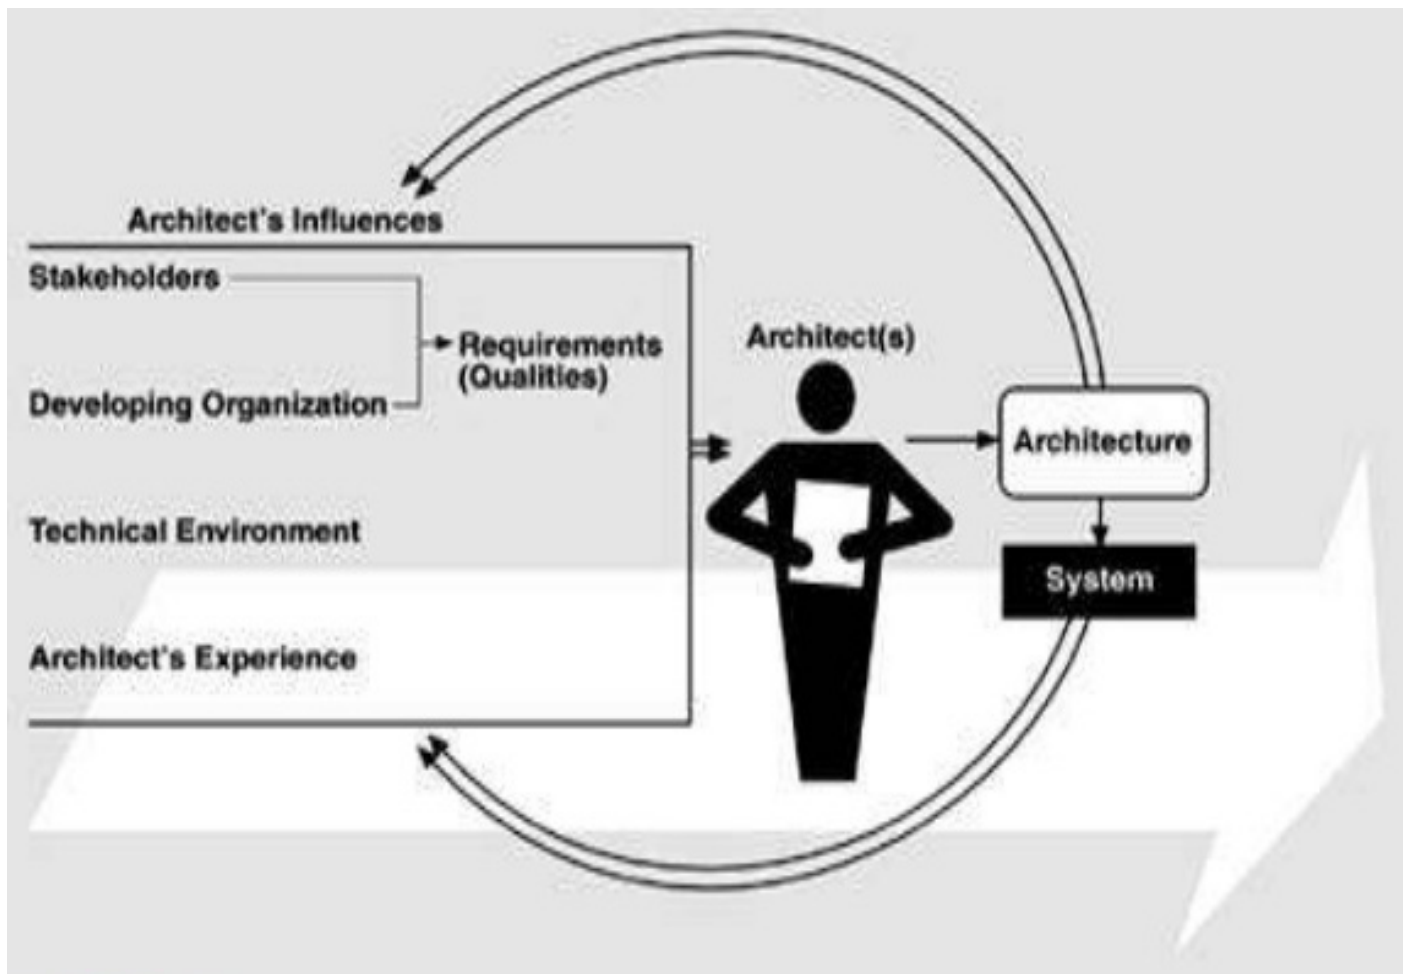 Architect's Influences
Stakeholders
Requirements
(Qualities)
Developing Organization
Technical Environment
Architect's Experience
Architect(s)
Architecture
System